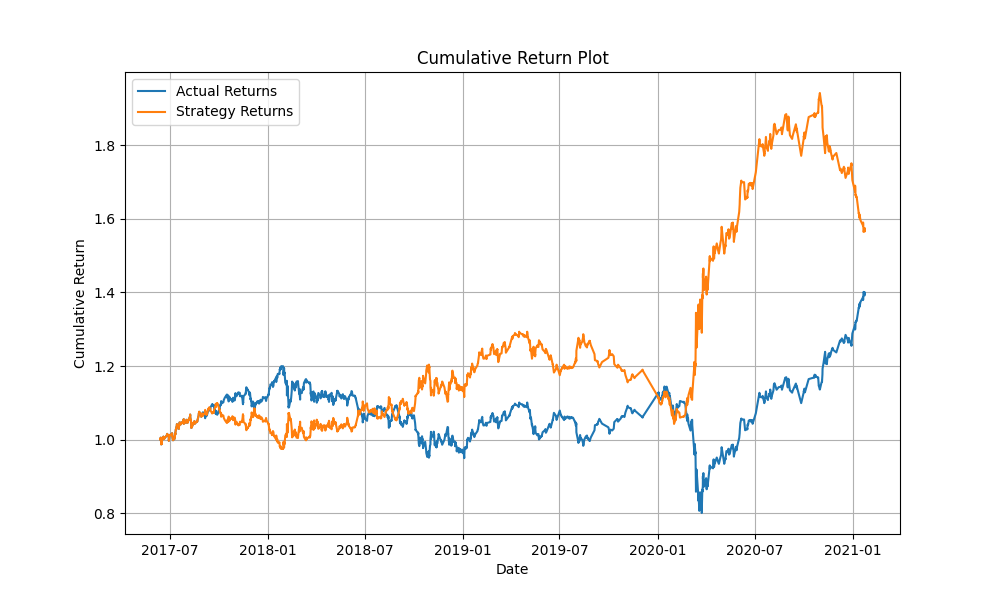 Cumulative Return Plot
Actual Returns
Strategy Returns
Cumulative Return
1.8
1.6
1.4
1.2
1.0
0.8
2017-07 2018-01 2018-07 2019-01 2019-07 2020-01 2020-07 2021-01
Date